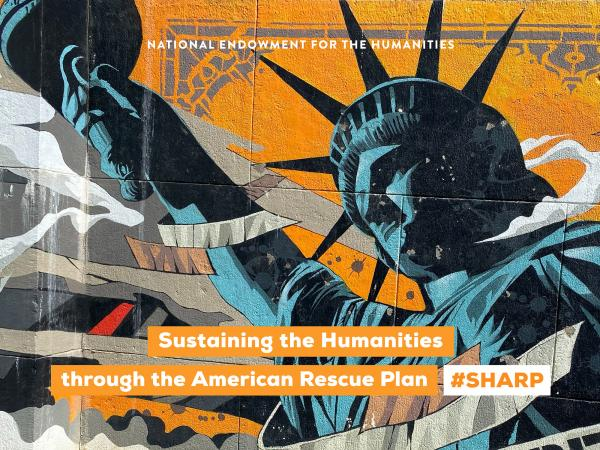 NATIONAL ENDOWMENT FOR THE HUMANITIES
Sustaining the Humanities
through the American Rescue Plan #SHARP